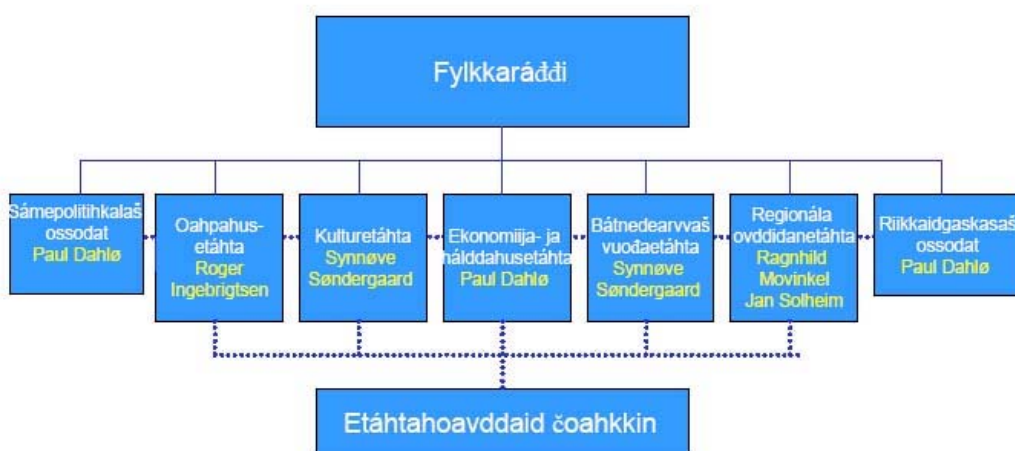 Fylkkaráđđi
Sámepolitihkalaš
ossodat
Paul Dahlø
Oahpahus-
etáhta
Roger
Ingebrigtsen
Kulturetáhta
Synnøve
Søndergaard
Ekonomiija- ja
hálddahusetáhta
Paul Dahlø
Bátnedearvvaš
vuođaetáhta
Synnøve
Søndergaard
Regionála
ovddidanetáhta
Ragnhild
Movinkel
Jan Solheim
Riikkaidgaskasaš
ossodat
Paul Dahlø
Etáhtahoavddaid čoahkkin